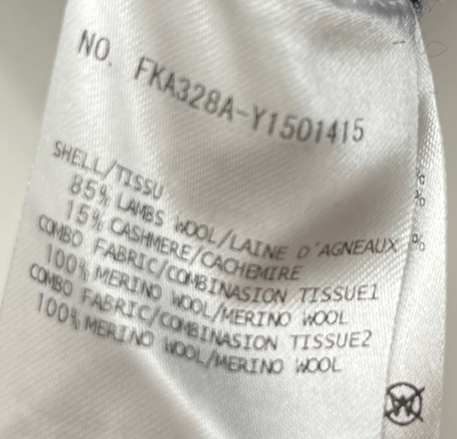 NO. FKA328A-Y1501415
SHELL/TISSU
85% LAMBS WOOL/LAINE D'AGNEAUX
15% CASHMERE/CACHEMIRE
COMBO FABRIC/COMBINASION TISSUE1
100% MERINO WOOL/MERINO WOOL
COMBO FABRIC/COMBINASION TISSUE2
100% MERINO WOOL/MERINO WOOL
%
%
%
W